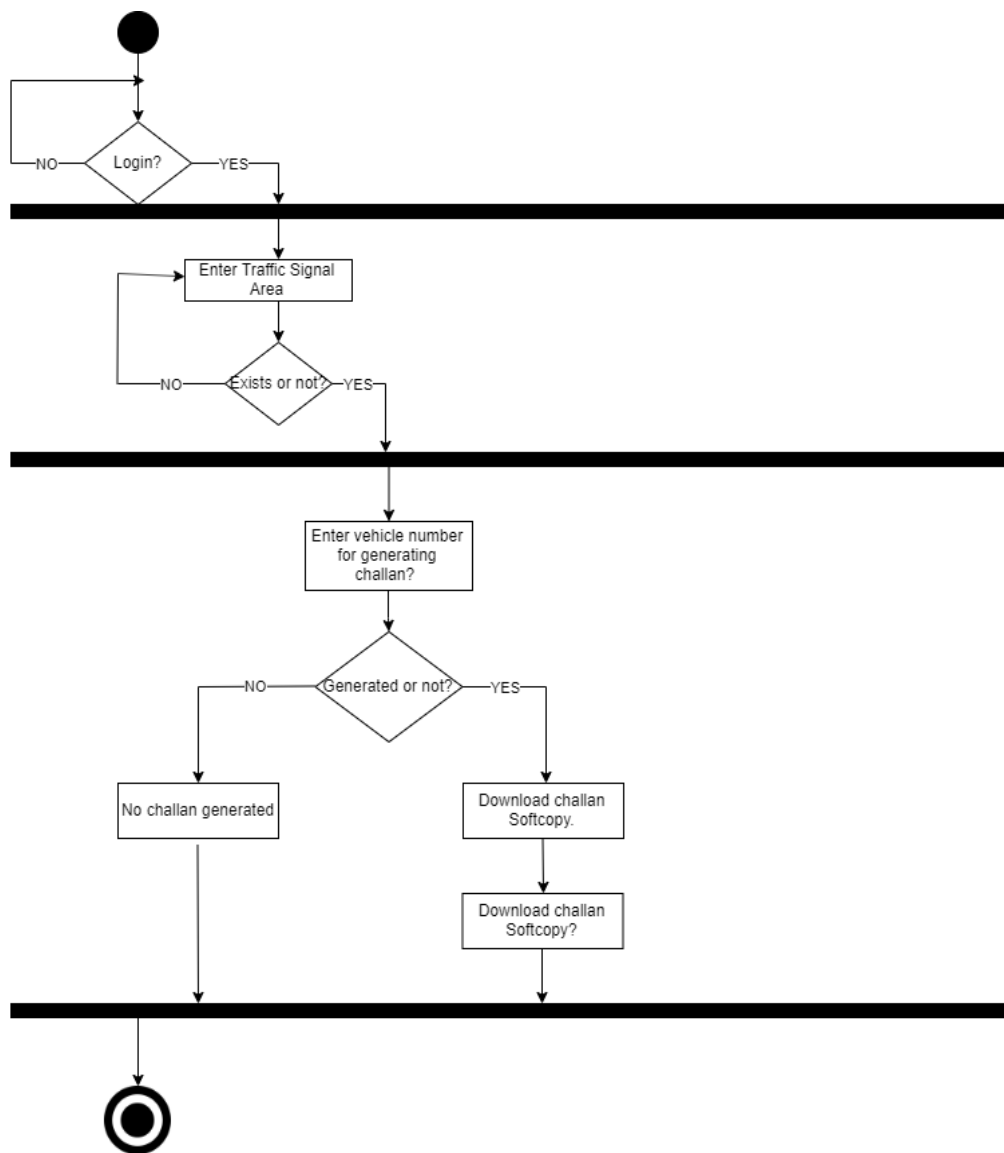 Login?
NO
YES
Enter Traffic Signal
Area
NO
Exists or not?
YES
Enter vehicle number
for generating
challan?
NO
Generated or not?
YES
No challan generated
Download challan
Softcopy.
Download challan
Softcopy?